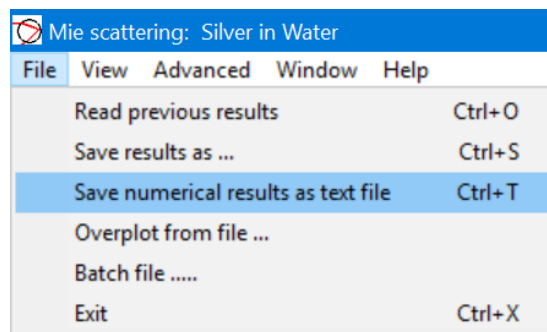 Mie scattering: Silver in Water
File View Advanced Window Help
Read previous results Ctrl+O
Save results as ... Ctrl+S
Save numerical results as text file Ctrl+T
Overplot from file ...
Batch file .....
Exit Ctrl+X